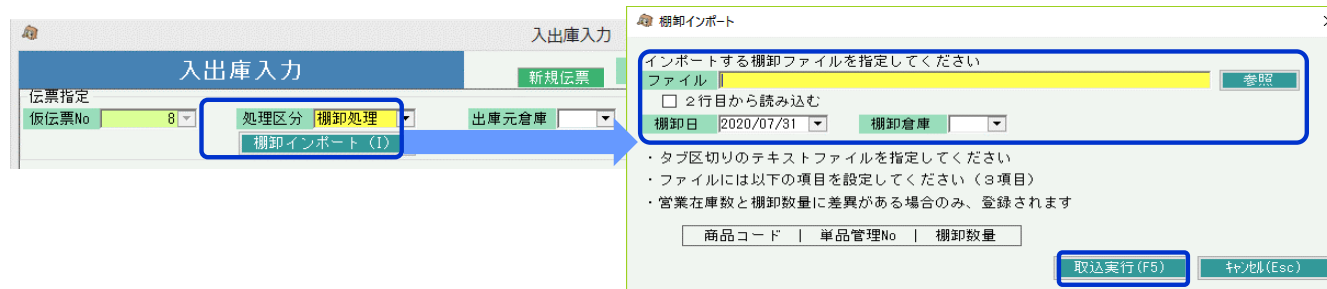 入出庫入力
入出庫入力
新規伝票
伝票指定
仮伝票No 8 処理区分 棚卸処理 出庫元倉庫
棚卸インポート (I)
棚卸インポート
インポートする棚卸ファイルを指定してください
ファイル 参照
2行目から読み込む
棚卸日 2020/07/31 棚卸倉庫
・タブ区切りのテキストファイルを指定してください
・ファイルには以下の項目を設定してください（3項目）
・営業在庫数と棚卸数量に差異がある場合のみ、登録されます
商品コード | 単品管理No | 棚卸数量
取込実行(F5) ｷｬﾝｾﾙ(Esc)